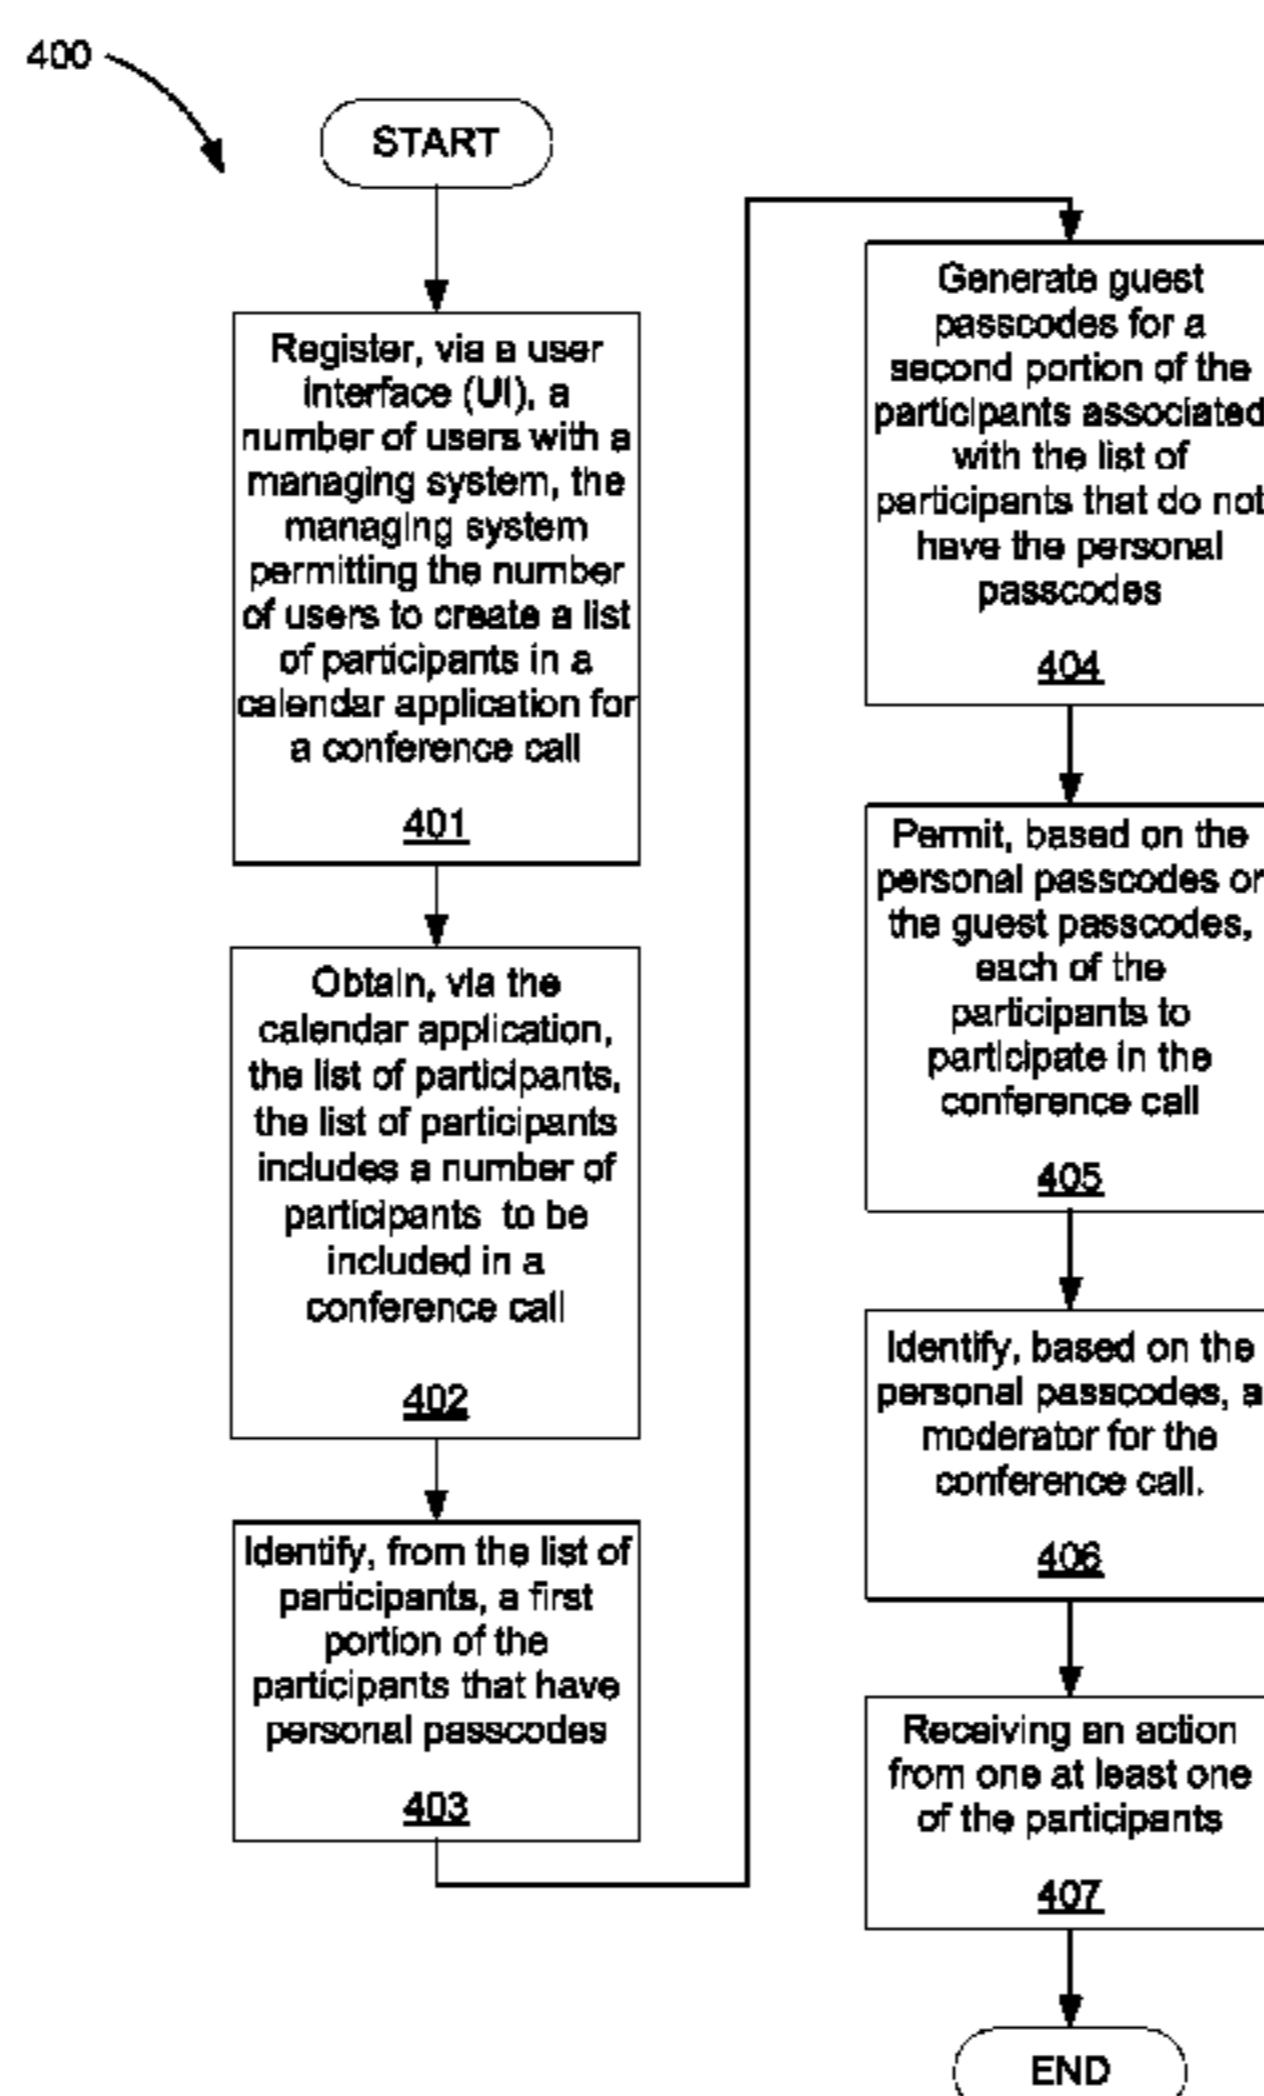 400
START
Register, via a user
interface (UI), a
number of users with a
managing system, the
managing system
permitting the number
of users to create a list
of participants in a
calendar application for
a conference call
401
Obtain, via the
calendar application,
the list of participants,
the list of participants
includes a number of
participants to be
included in a
conference call
402
Identify, from the list of
participants, a first
portion of the
participants that have
personal passcodes
403
Generate guest
passcodes for a
second portion of the
participants associated
with the list of
participants that do not
have the personal
passcodes
404
Permit, based on the
personal passcodes or
the guest passcodes,
each of the
participants to
participate in the
conference call
405
Identify, based on the
personal passcodes, a
moderator for the
conference call.
406
Receiving an action
from one at least one
of the participants
407
END